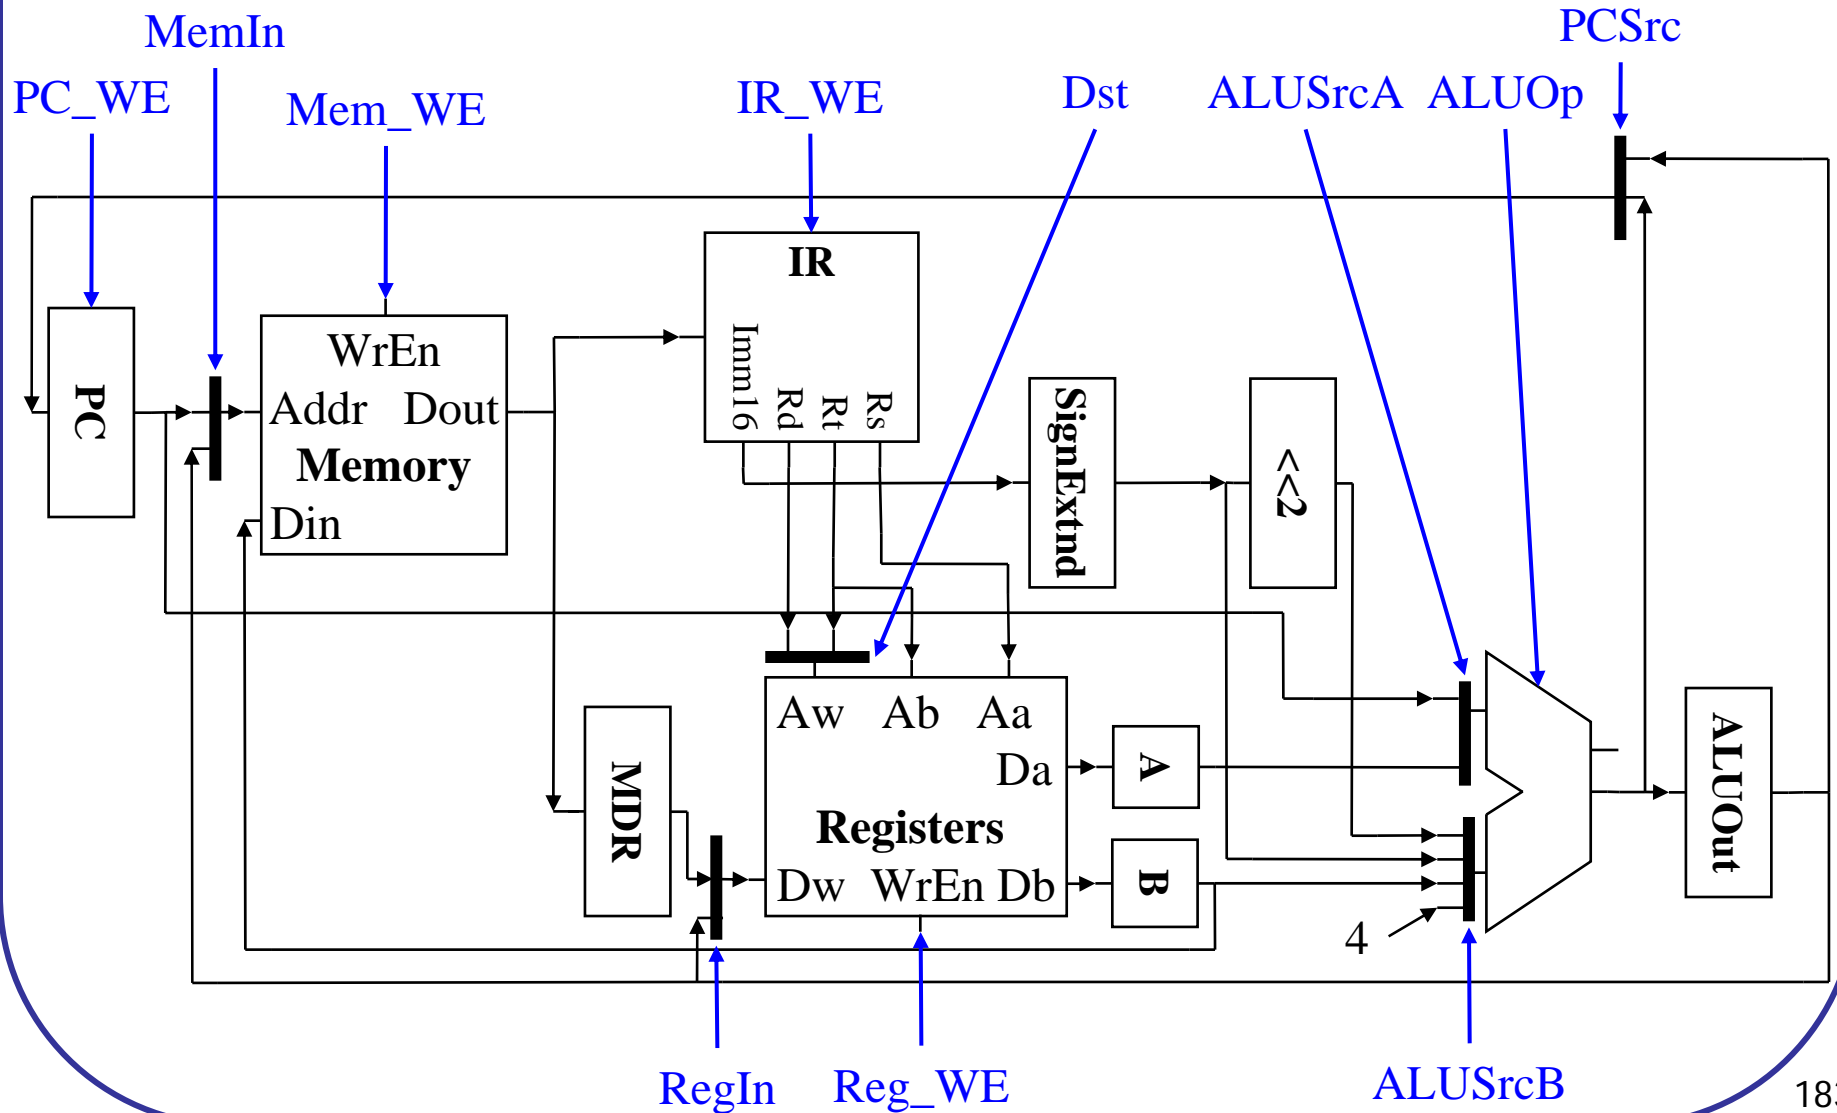 MemIn
PCSrc
PC_WE
Mem_WE
IR_WE
Dst
ALUSrcA
ALUOp
IR
Imm16
Rd
Rt
Rs
PC
WrEn
Addr
Dout
Memory
Din
SignExtnd
<<2
MDR
Aw
Ab
Aa
Da
Registers
Dw
WrEn
Db
A
B
4
ALUOut
RegIn
Reg_WE
ALUSrcB
183